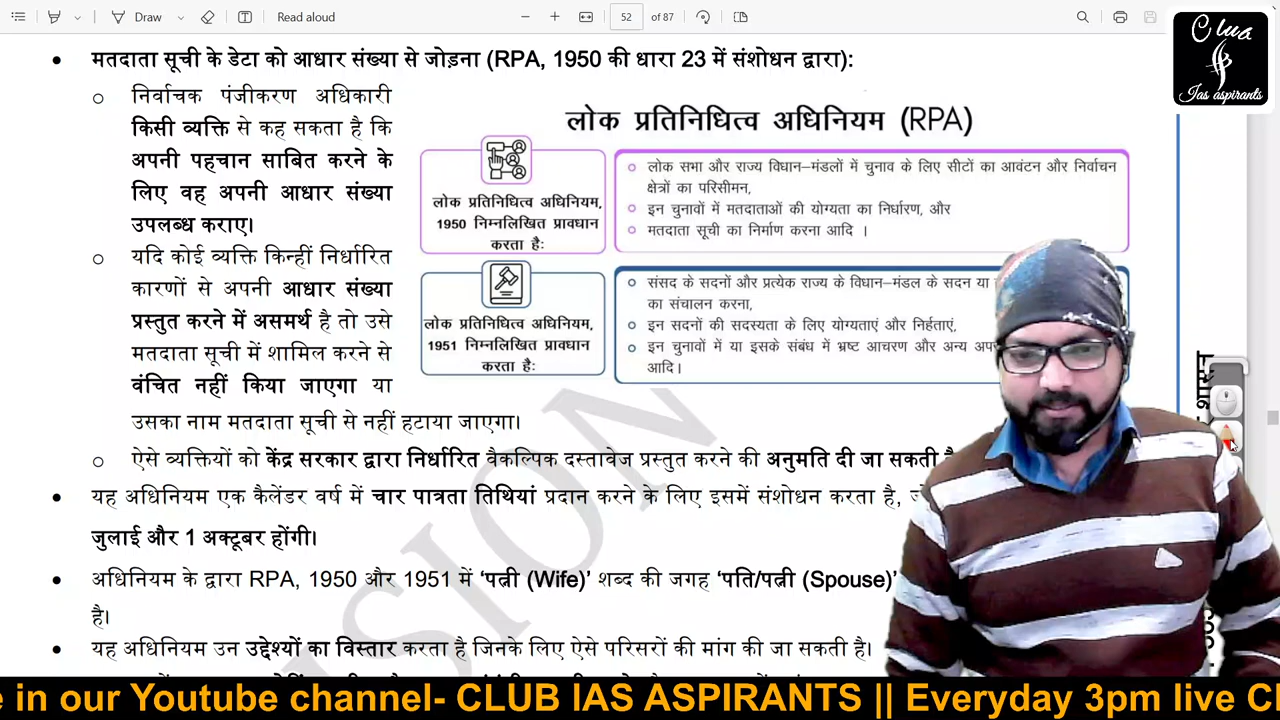 Draw
Read aloud
52
of 87
Club
Ias aspirants
मतदाता सूची के डेटा को आधार संख्या से जोड़ना (RPA, 1950 की धारा 23 में संशोधन द्वारा):
निर्वाचक पंजीकरण अधिकारी
किसी व्यक्ति से कह सकता है कि
अपनी पहचान साबित करने के
लिए वह अपनी आधार संख्या
उपलब्ध कराए।
यदि कोई व्यक्ति किन्हीं निर्धारित
कारणों से अपनी आधार संख्या
प्रस्तुत करने में असमर्थ है तो उसे
मतदाता सूची में शामिल करने से
वंचित नहीं किया जाएगा या
उसका नाम मतदाता सूची से नहीं हटाया जाएगा।
लोक प्रतिनिधित्व अधिनियम (RPA)
लोक प्रतिनिधित्व अधिनियम,
1950 निम्नलिखित प्रावधान
करता है:
लोक सभा और राज्य विधान–मंडलों में चुनाव के लिए सीटों का आवंटन और निर्वाचन
क्षेत्रों का परिसीमन,
इन चुनावों में मतदाताओं की योग्यता का निर्धारण, और
मतदाता सूची का निर्माण करना आदि ।
लोक प्रतिनिधित्व अधिनियम,
1951 निम्नलिखित प्रावधान
करता है:
संसद के सदनों और प्रत्येक राज्य के विधान–मंडल के सदन या
का संचालन करना,
इन सदनों की सदस्यता के लिए योग्यताएं और निर्हताएं,
इन चुनावों में या इसके संबंध में भ्रष्ट आचरण और अन्य
आदि।
ऐसे व्यक्तियों को केंद्र सरकार द्वारा निर्धारित वैकल्पिक दस्तावेज प्रस्तुत करने की अनुमति दी जा सकती
यह अधिनियम एक कैलेंडर वर्ष में चार पात्रता तिथियां प्रदान करने के लिए इसमें संशोधन करता है,
जुलाई और 1 अक्टूबर होंगी।
अधिनियम के द्वारा RPA, 1950 और 1951 में ‘पत्नी (Wife)’ शब्द की जगह ‘पति/पत्नी (Spouse)’
है।
यह अधिनियम उन उद्देश्यों का विस्तार करता है जिनके लिए ऐसे परिसरों की मांग की जा सकती है।
in our Youtube channel- CLUB IAS ASPIRANTS || Everyday 3pm live